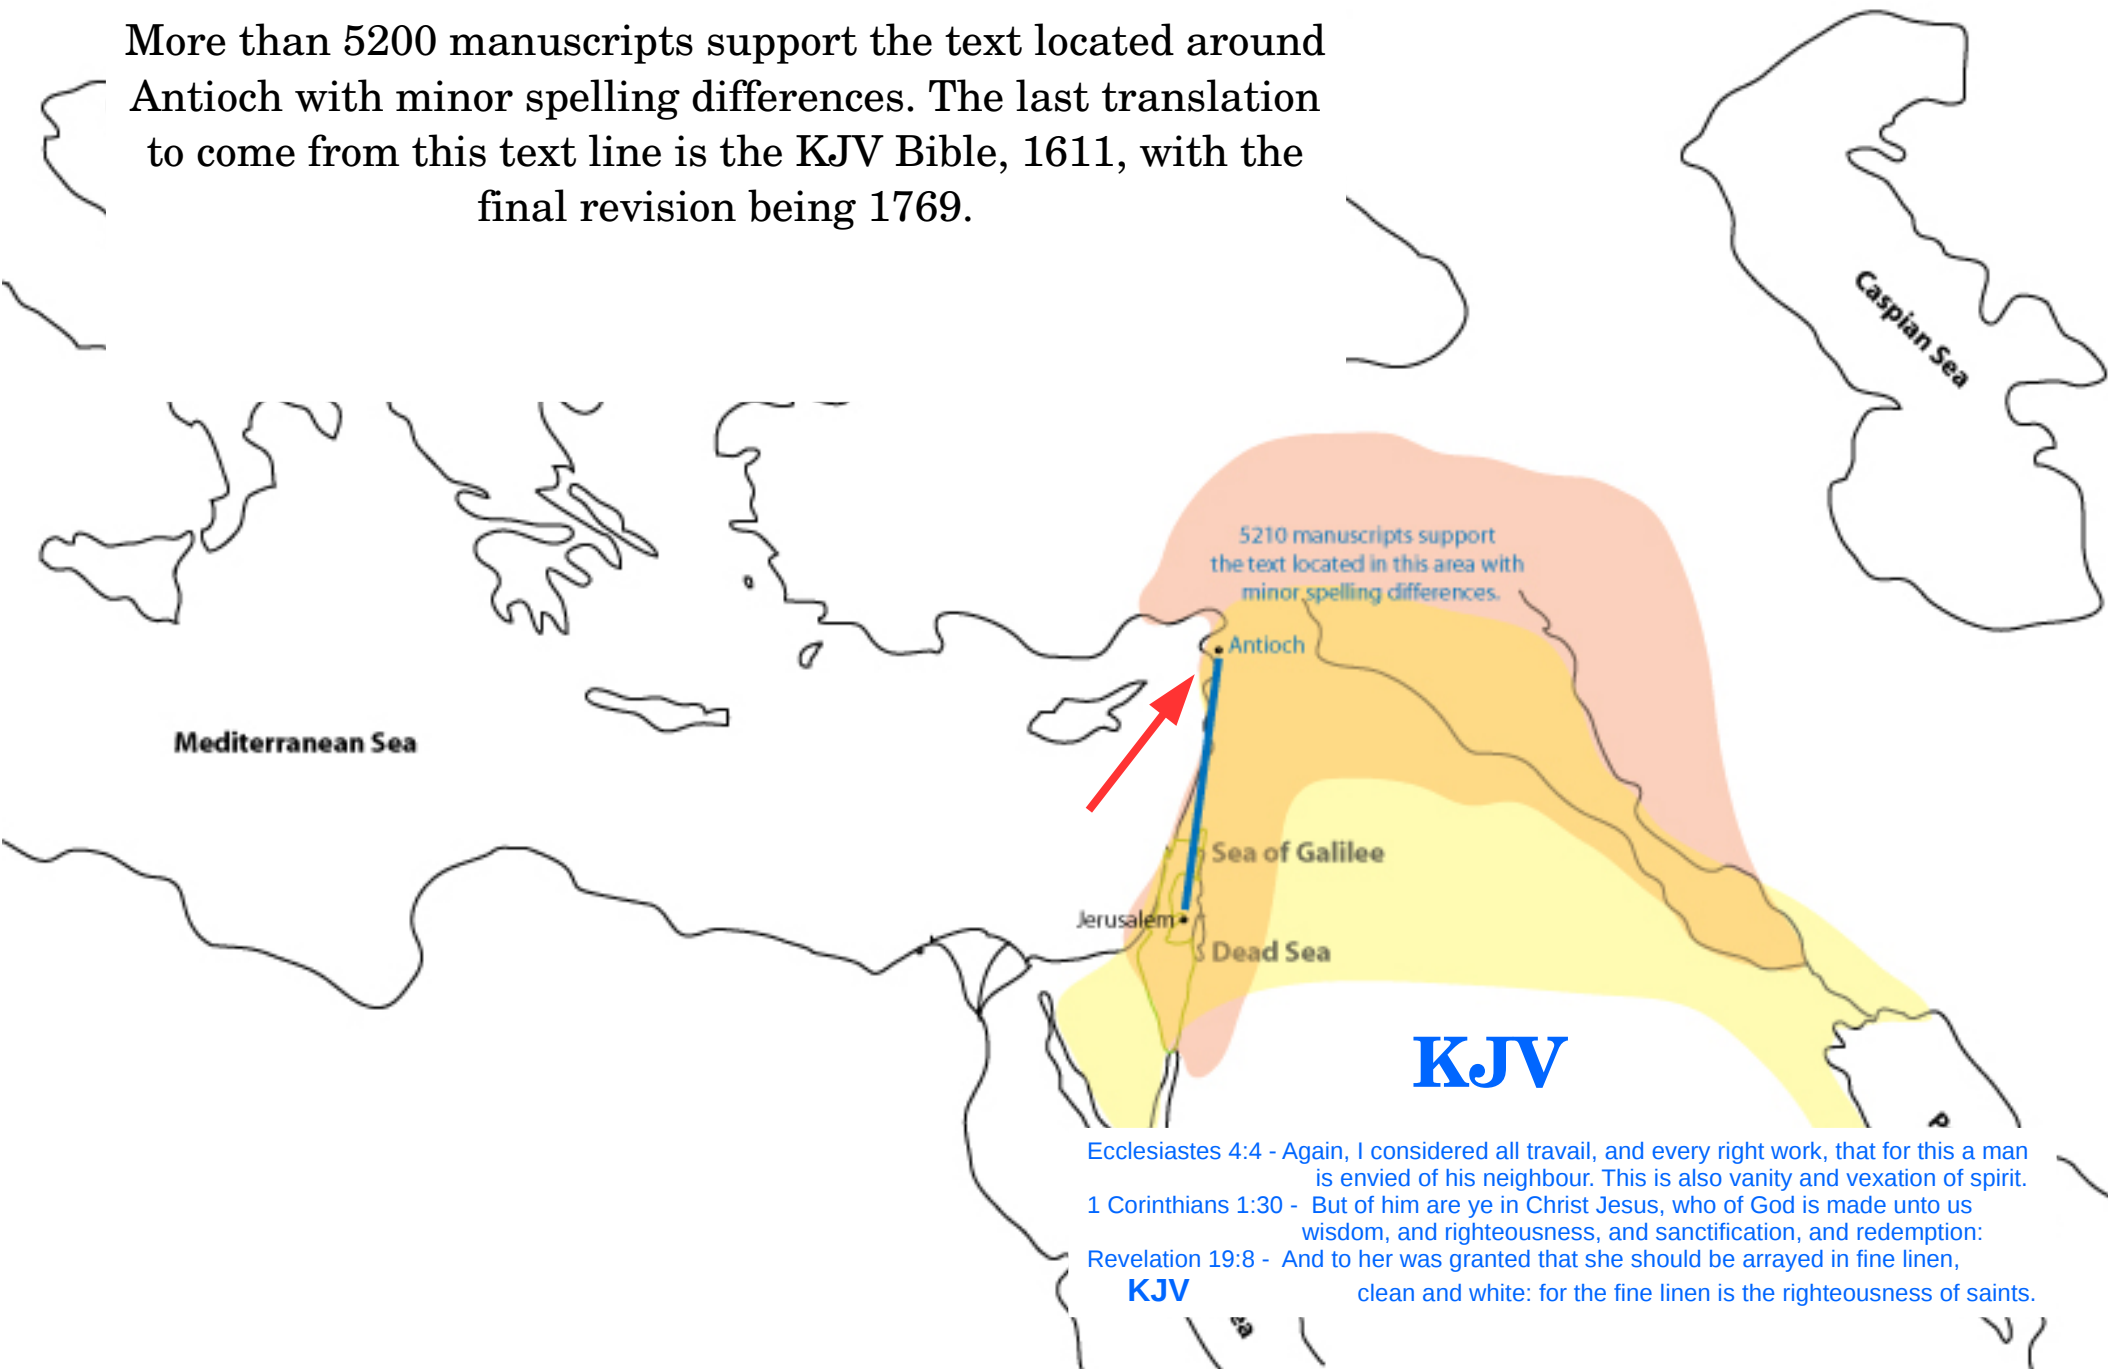 More than 5200 manuscripts support the text located around
Antioch with minor spelling differences. The last translation
to come from this text line is the KJV Bible, 1611, with the
final revision being 1769.
Caspian Sea
5210 manuscripts support
the text located in this area with
minor spelling differences.
Antioch
Mediterranean Sea
Sea of Galilee
Jerusalem
Dead Sea
KJV
Ecclesiastes 4:4 - Again, I considered all travail, and every right work, that for this a man
is envied of his neighbour. This is also vanity and vexation of spirit.
1 Corinthians 1:30 - But of him are ye in Christ Jesus, who of God is made unto us
wisdom, and righteousness, and sanctification, and redemption:
Revelation 19:8 - And to her was granted that she should be arrayed in fine linen,
KJV clean and white: for the fine linen is the righteousness of saints.